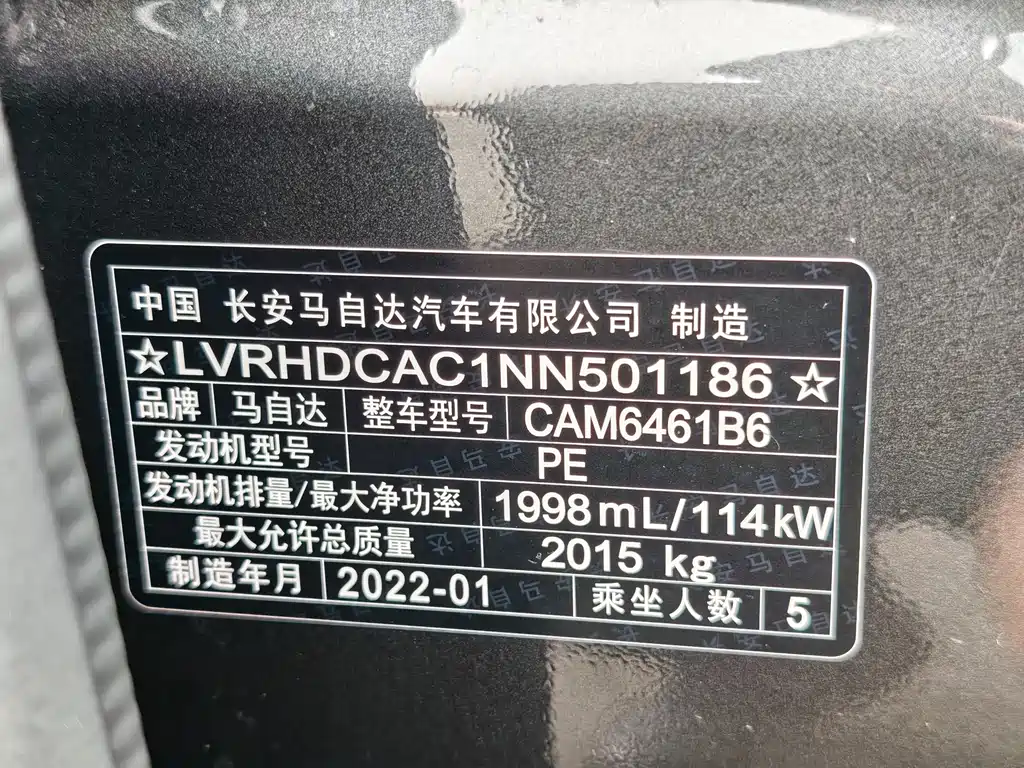 中国 长安马自达汽车有限公司 制造
☆LVRHDCAC1NN501186☆
品牌 马自达 整车型号 CAM6461B6
发动机型号 PE
发动机排量/最大净功率 1998mL/114kW
最大允许总质量 2015 kg
制造年月 2022-01 乘坐人数 5